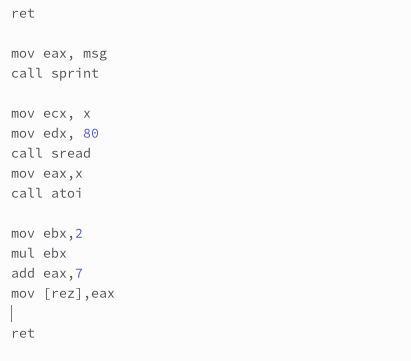 ret
mov eax, msg
call sprint
mov ecx, x
mov edx, 80
call sread
mov eax,x
call atoi
mov ebx,2
mul ebx
add eax,7
mov [rez],eax
ret